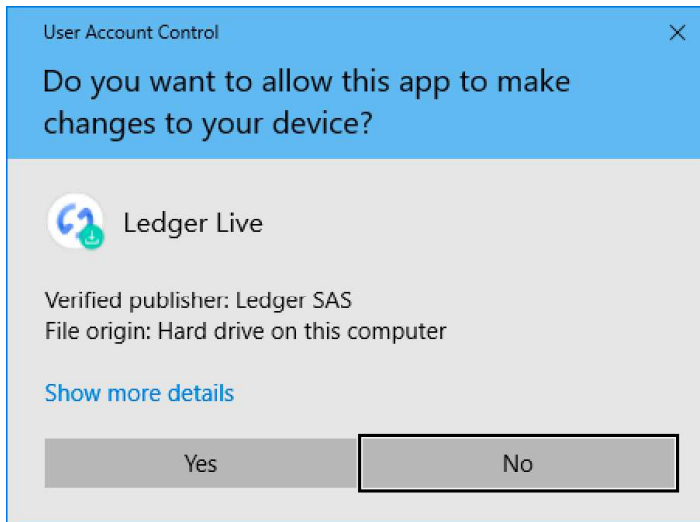 User Account Control
Do you want to allow this app to make
changes to your device?
Ledger Live
Verified publisher: Ledger SAS
File origin: Hard drive on this computer
Show more details
Yes
No